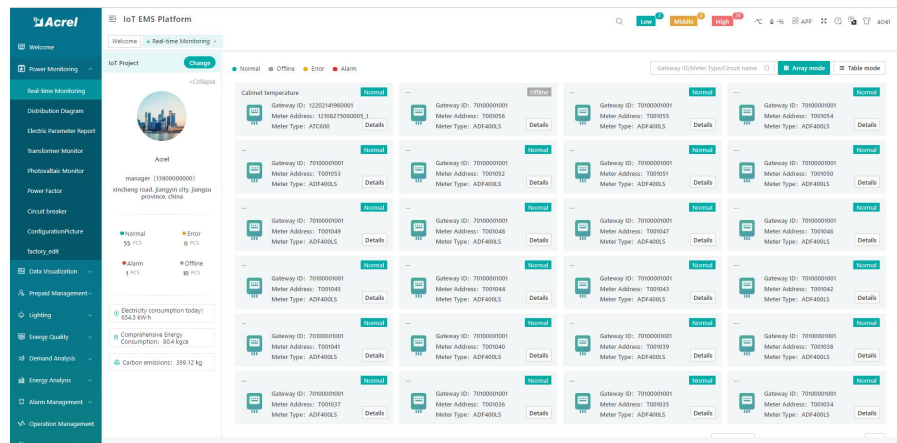 Acrel
IoT EMS Platform
Low 2 Middle 0 High 29 -℃ -% APP acrel
Welcome
Welcome Real-time Monitoring ×
Power Monitoring
Real-time Monitoring
Distribution Diagram
Electric Parameter Report
Transformer Monitor
Photovaltaic Monitor
Power Factor
Circuit breaker
ConfigurationPicture
factory_edit
Data Visualization
Prepaid Management
Lighting
Energy Quality
Demand Analysis
Energy Analysis
Alarm Management
Operation Management
IoT Project Change
«Collapse
Acrel
manager (13800000000)
xincheng road, jiangyin city, jiangsu
province, china
Normal Error
55 PCS 0 PCS
Alarm Offline
1 PCS 10 PCS
Electricity consumption today:
654.3 kW·h
Comprehensive Energy
Consumption: 80.4 kgce
Carbon emissions: 399.12 kg
Normal Offline Error Alarm
Gateway ID/Meter Type/Circuit name Array mode Table mode
Cabinet temperature Normal
Gateway ID: 12202141960001
Meter Address: 12108275060005_1
Meter Type: ATC600 Details
-- Offline
Gateway ID: 70100001001
Meter Address: T001056
Meter Type: ADF400LS Details
-- Normal
Gateway ID: 70100001001
Meter Address: T001055
Meter Type: ADF400LS Details
-- Normal
Gateway ID: 70100001001
Meter Address: T001054
Meter Type: ADF400LS Details
-- Normal
Gateway ID: 70100001001
Meter Address: T001053
Meter Type: ADF400LS Details
-- Normal
Gateway ID: 70100001001
Meter Address: T001052
Meter Type: ADF400LS Details
-- Normal
Gateway ID: 70100001001
Meter Address: T001051
Meter Type: ADF400LS Details
-- Normal
Gateway ID: 70100001001
Meter Address: T001050
Meter Type: ADF400LS Details
-- Normal
Gateway ID: 70100001001
Meter Address: T001049
Meter Type: ADF400LS Details
-- Normal
Gateway ID: 70100001001
Meter Address: T001048
Meter Type: ADF400LS Details
-- Normal
Gateway ID: 70100001001
Meter Address: T001047
Meter Type: ADF400LS Details
-- Normal
Gateway ID: 70100001001
Meter Address: T001046
Meter Type: ADF400LS Details
-- Normal
Gateway ID: 70100001001
Meter Address: T001045
Meter Type: ADF400LS Details
-- Normal
Gateway ID: 70100001001
Meter Address: T001044
Meter Type: ADF400LS Details
-- Normal
Gateway ID: 70100001001
Meter Address: T001043
Meter Type: ADF400LS Details
-- Normal
Gateway ID: 70100001001
Meter Address: T001042
Meter Type: ADF400LS Details
-- Normal
Gateway ID: 70100001001
Meter Address: T001041
Meter Type: ADF400LS Details
-- Normal
Gateway ID: 70100001001
Meter Address: T001040
Meter Type: ADF400LS Details
-- Normal
Gateway ID: 70100001001
Meter Address: T001039
Meter Type: ADF400LS Details
-- Normal
Gateway ID: 70100001001
Meter Address: T001038
Meter Type: ADF400LS Details
-- Normal
Gateway ID: 70100001001
Meter Address: T001037
Meter Type: ADF400LS Details
-- Normal
Gateway ID: 70100001001
Meter Address: T001036
Meter Type: ADF400LS Details
-- Normal
Gateway ID: 70100001001
Meter Address: T001035
Meter Type: ADF400LS Details
-- Normal
Gateway ID: 70100001001
Meter Address: T001034
Meter Type: ADF400LS Details